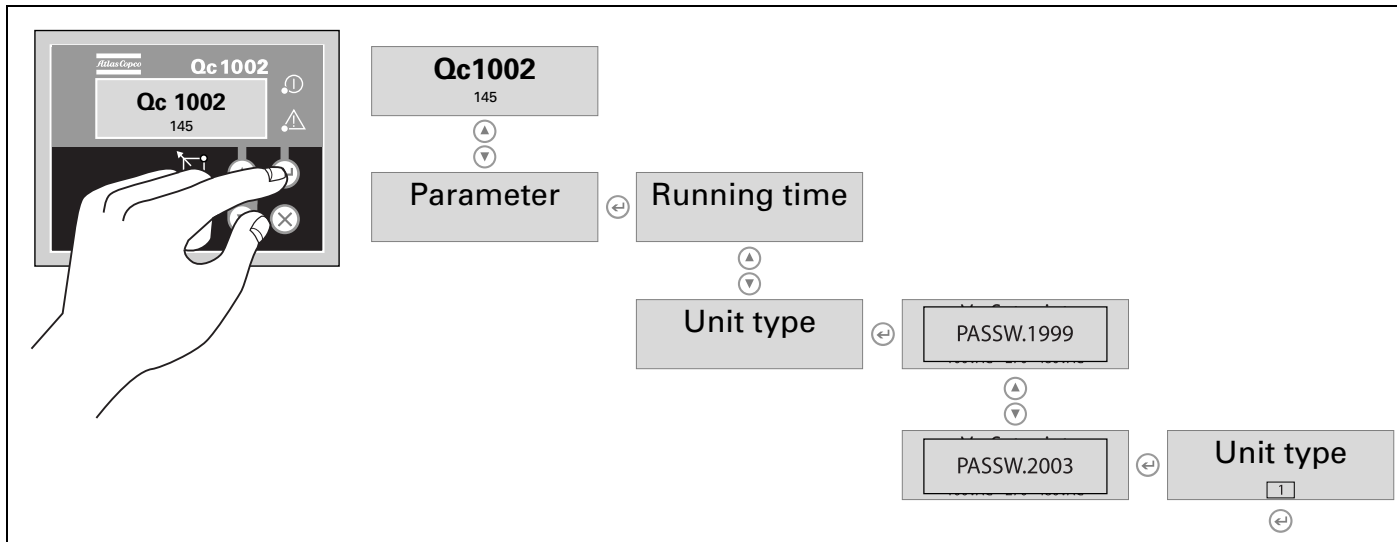 Atlas Copco
Qc1002
Qc 1002
145
Qc1002
145
Parameter
Running time
Unit type
PASSW.1999
PASSW.2003
Unit type
1